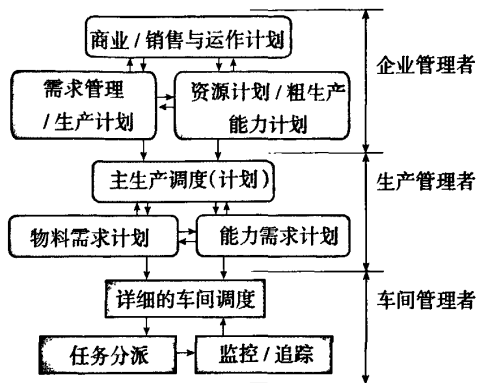 商业/销售与运作计划
企业管理者
需求管理
/生产计划
资源计划/粗生产
能力计划
主生产调度(计划)
生产管理者
物料需求计划
能力需求计划
详细的车间调度
车间管理者
任务分派
监控/追踪